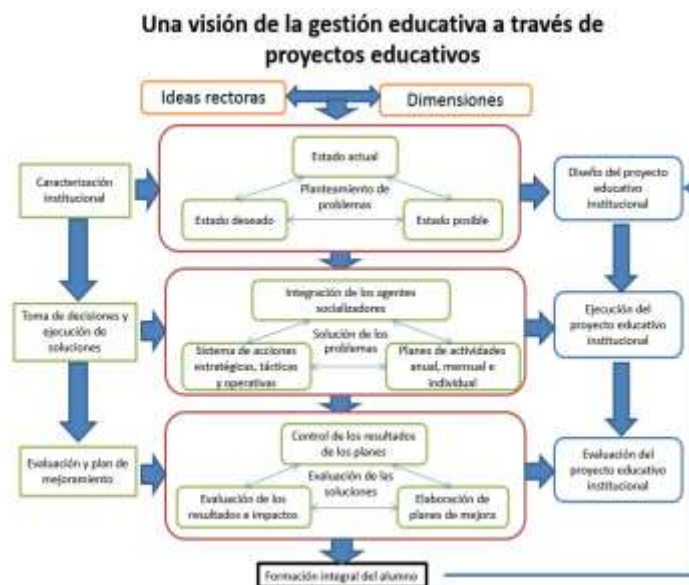 Una visión de la gestión educativa a través de
proyectos educativos
Ideas rectoras
Dimensiones
Caracterización
institucional
Estado actual
Planteamiento de
problemas
Estado deseado
Estado posible
Diseño del proyecto
educativo
institucional
Toma de decisiones y
ejecución de
soluciones
Integración de los agentes
socializadores
Solución de los
problemas
Sistema de acciones
estratégicas, tácticas
y operativas
Planes de actividades
anual, mensual e
individual
Ejecución del
proyecto educativo
institucional
Evaluación y plan de
mejoramiento
Control de los resultados
de los planes
Evaluación de las
soluciones
Evaluación de los
resultados e impactos
Elaboración de
planes de mejora
Evaluación del
proyecto educativo
institucional
Formación integral del alumno